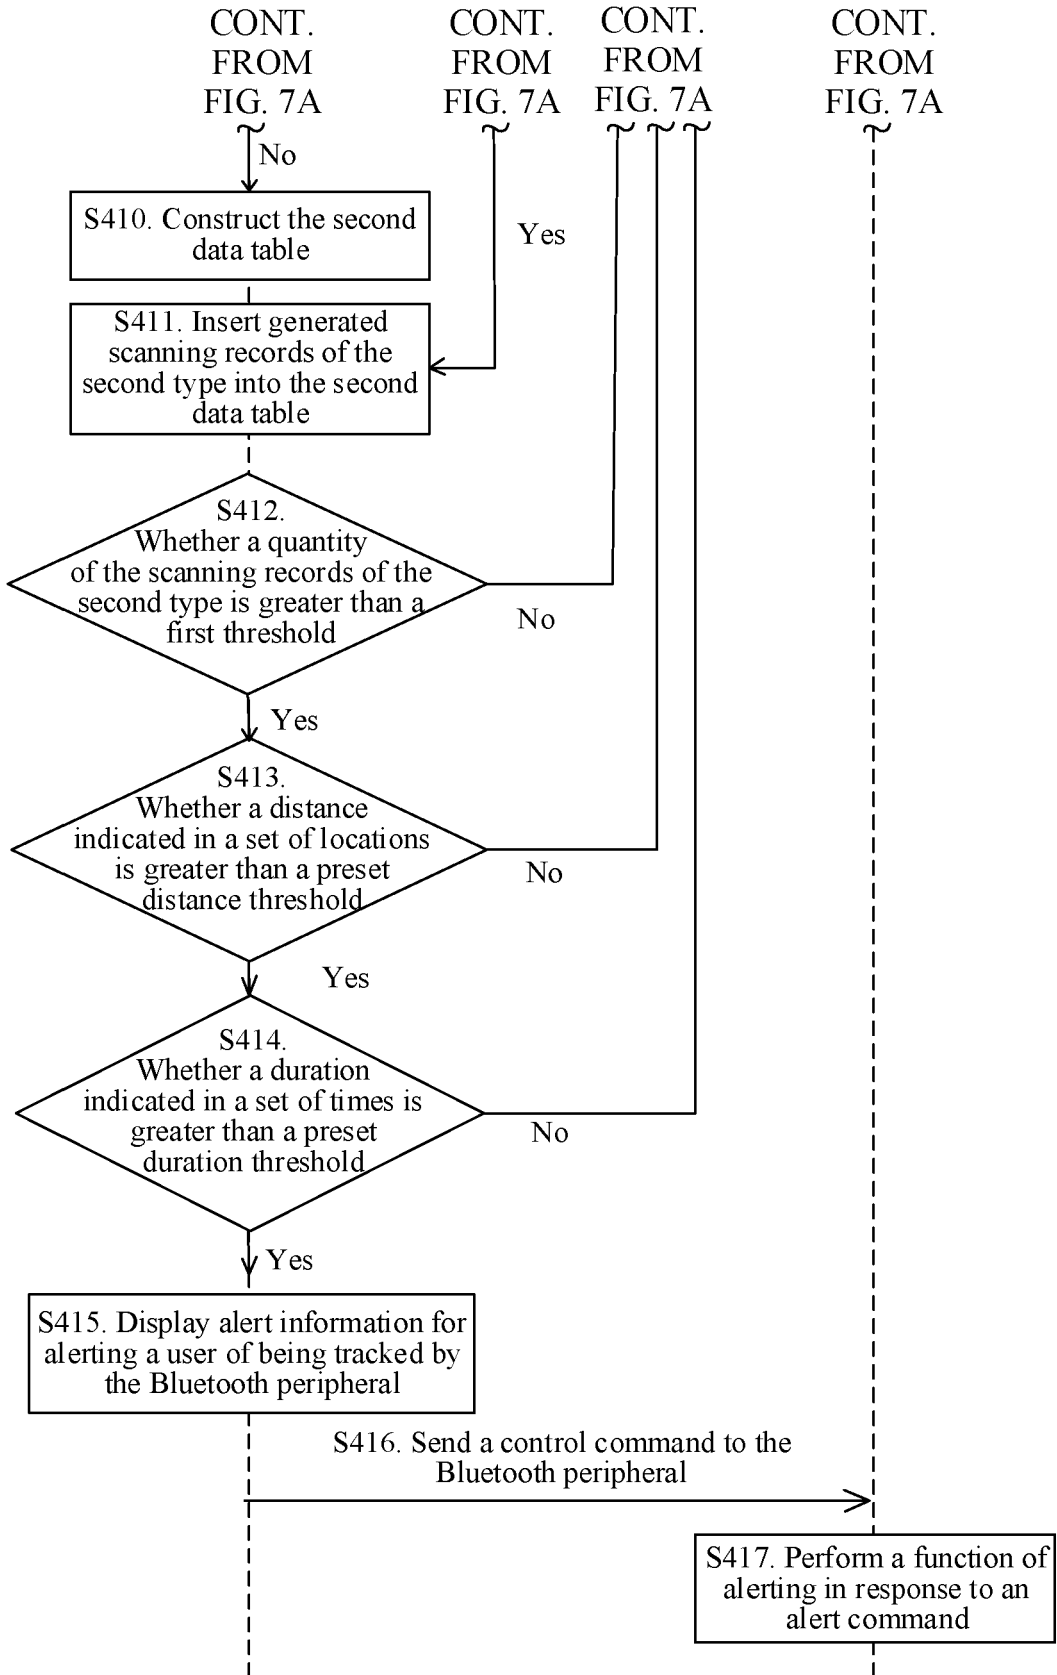 CONT.
FROM
FIG. 7A
CONT.
FROM
FIG. 7A
CONT.
FROM
FIG. 7A
CONT.
FROM
FIG. 7A
No
Yes
S410. Construct the second
data table
S411. Insert generated
scanning records of the
second type into the second
data table
S412.
Whether a quantity
of the scanning records of the
second type is greater than a
first threshold
No
Yes
S413.
Whether a distance
indicated in a set of locations
is greater than a preset
distance threshold
No
Yes
S414.
Whether a duration
indicated in a set of times is
greater than a preset
duration threshold
No
Yes
S415. Display alert information for
alerting a user of being tracked by
the Bluetooth peripheral
S416. Send a control command to the
Bluetooth peripheral
S417. Perform a function of
alerting in response to an
alert command